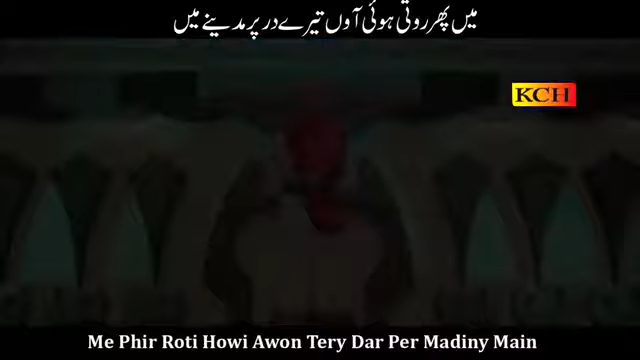 میں پھر روتی ہوئی آوں تیرے در پر مدینے میں
KCH
Me Phir Roti Howi Awon Tery Dar Per Madiny Main